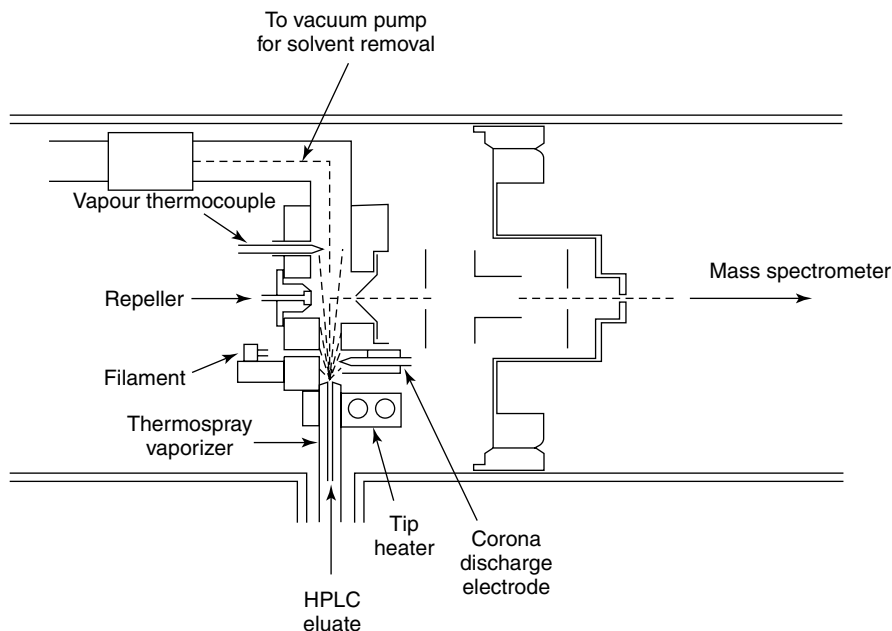 To vacuum pump
for solvent removal
Vapour thermocouple
Repeller
Mass spectrometer
Filament
Thermospray
vaporizer
Tip
heater
Corona
discharge
electrode
HPLC
eluate